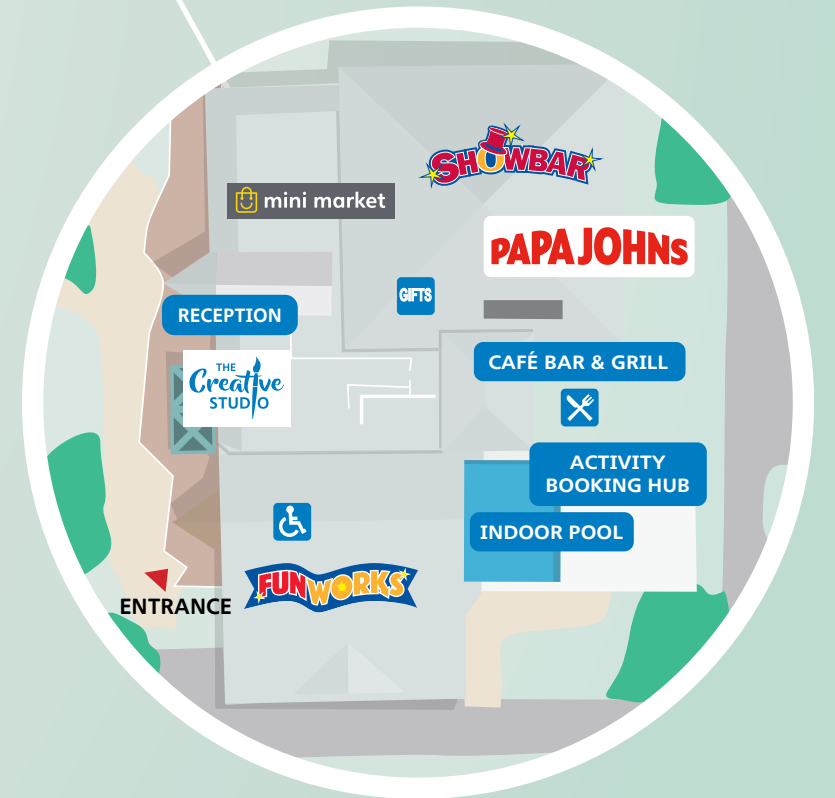 SHOWBAR
mini market
PAPA JOHNS
GIFTS
RECEPTION
THE
Creative
STUDIO
CAFÉ BAR & GRILL
ACTIVITY
BOOKING HUB
INDOOR POOL
FUNWORKS
ENTRANCE